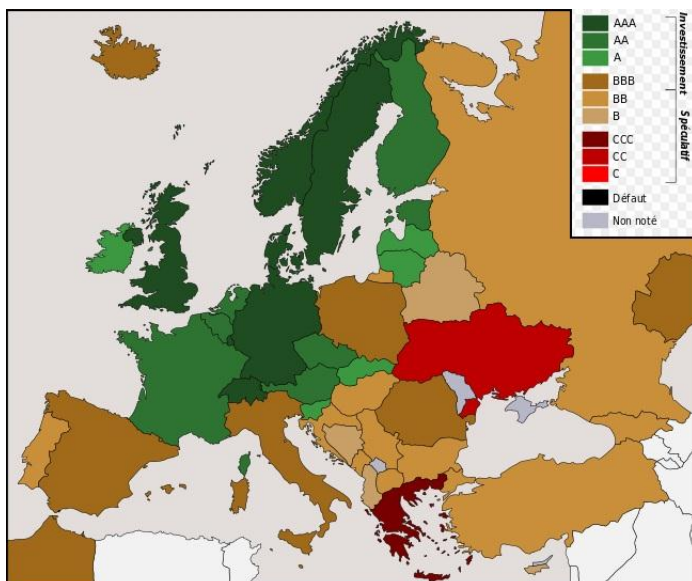 AAA
AA
A
BBB
BB
B
CCC
CC
C
Défaut
Non noté
Investissement
Spéculatif